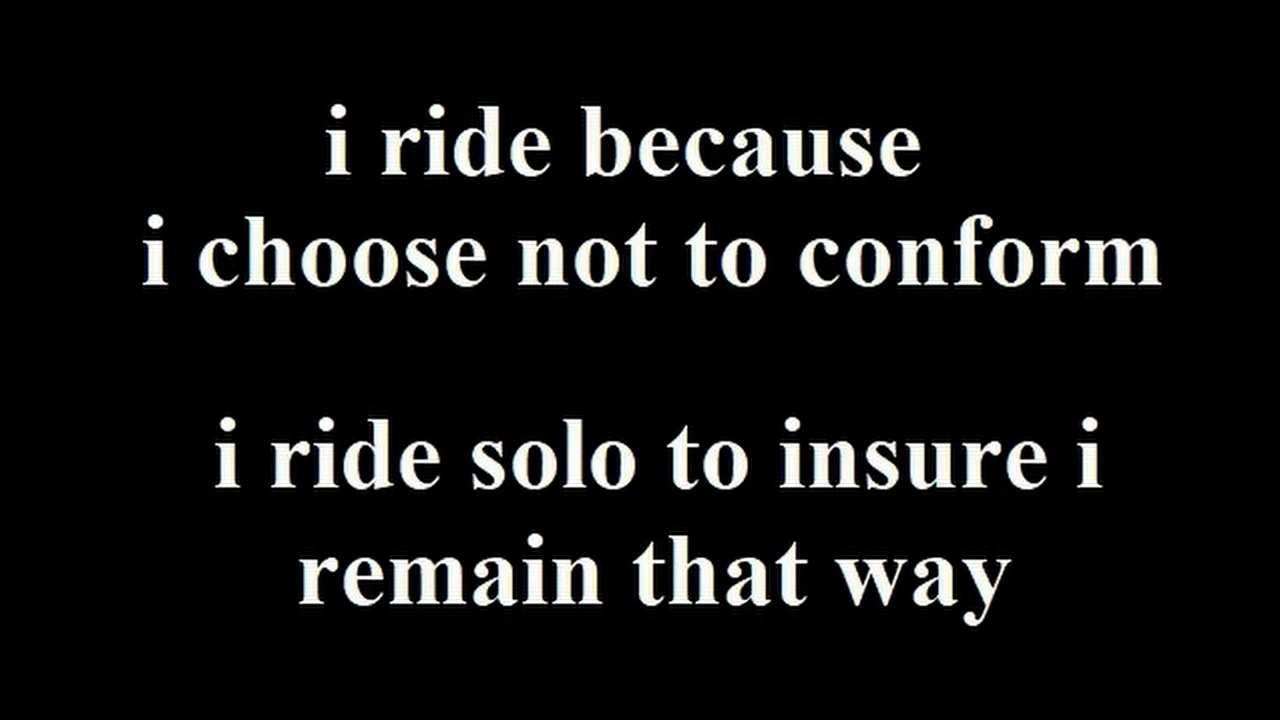 i ride because
i choose not to conform
i ride solo to insure i
remain that way